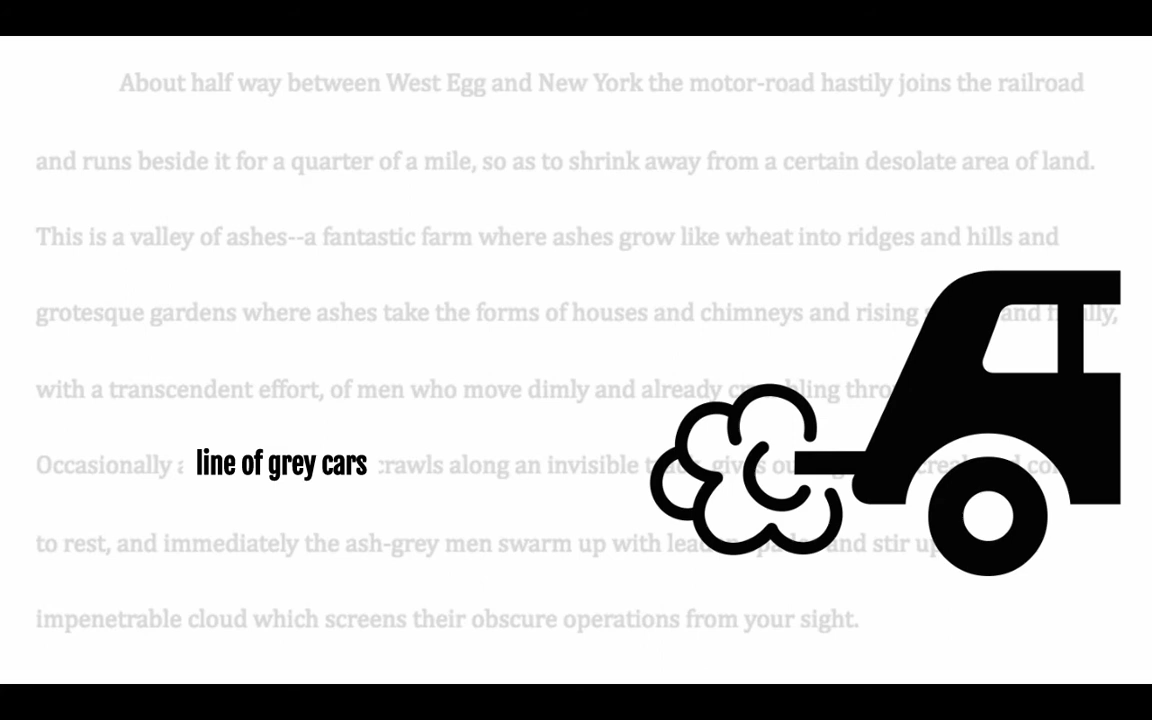 About half way between West Egg and New York the motor-road hastily joins the railroad
and runs beside it for a quarter of a mile, so as to shrink away from a certain desolate area of land.
This is a valley of ashes--a fantastic farm where ashes grow like wheat into ridges and hills and
grotesque gardens where ashes take the forms of houses and chimneys and rising and
with a transcendent effort, of men who move dimly and already
Occasionally a line of grey cars crawls along an invisible
to rest, and immediately the ash-grey men swarm up with and stir up
impenetrable cloud which screens their obscure operations from your sight.